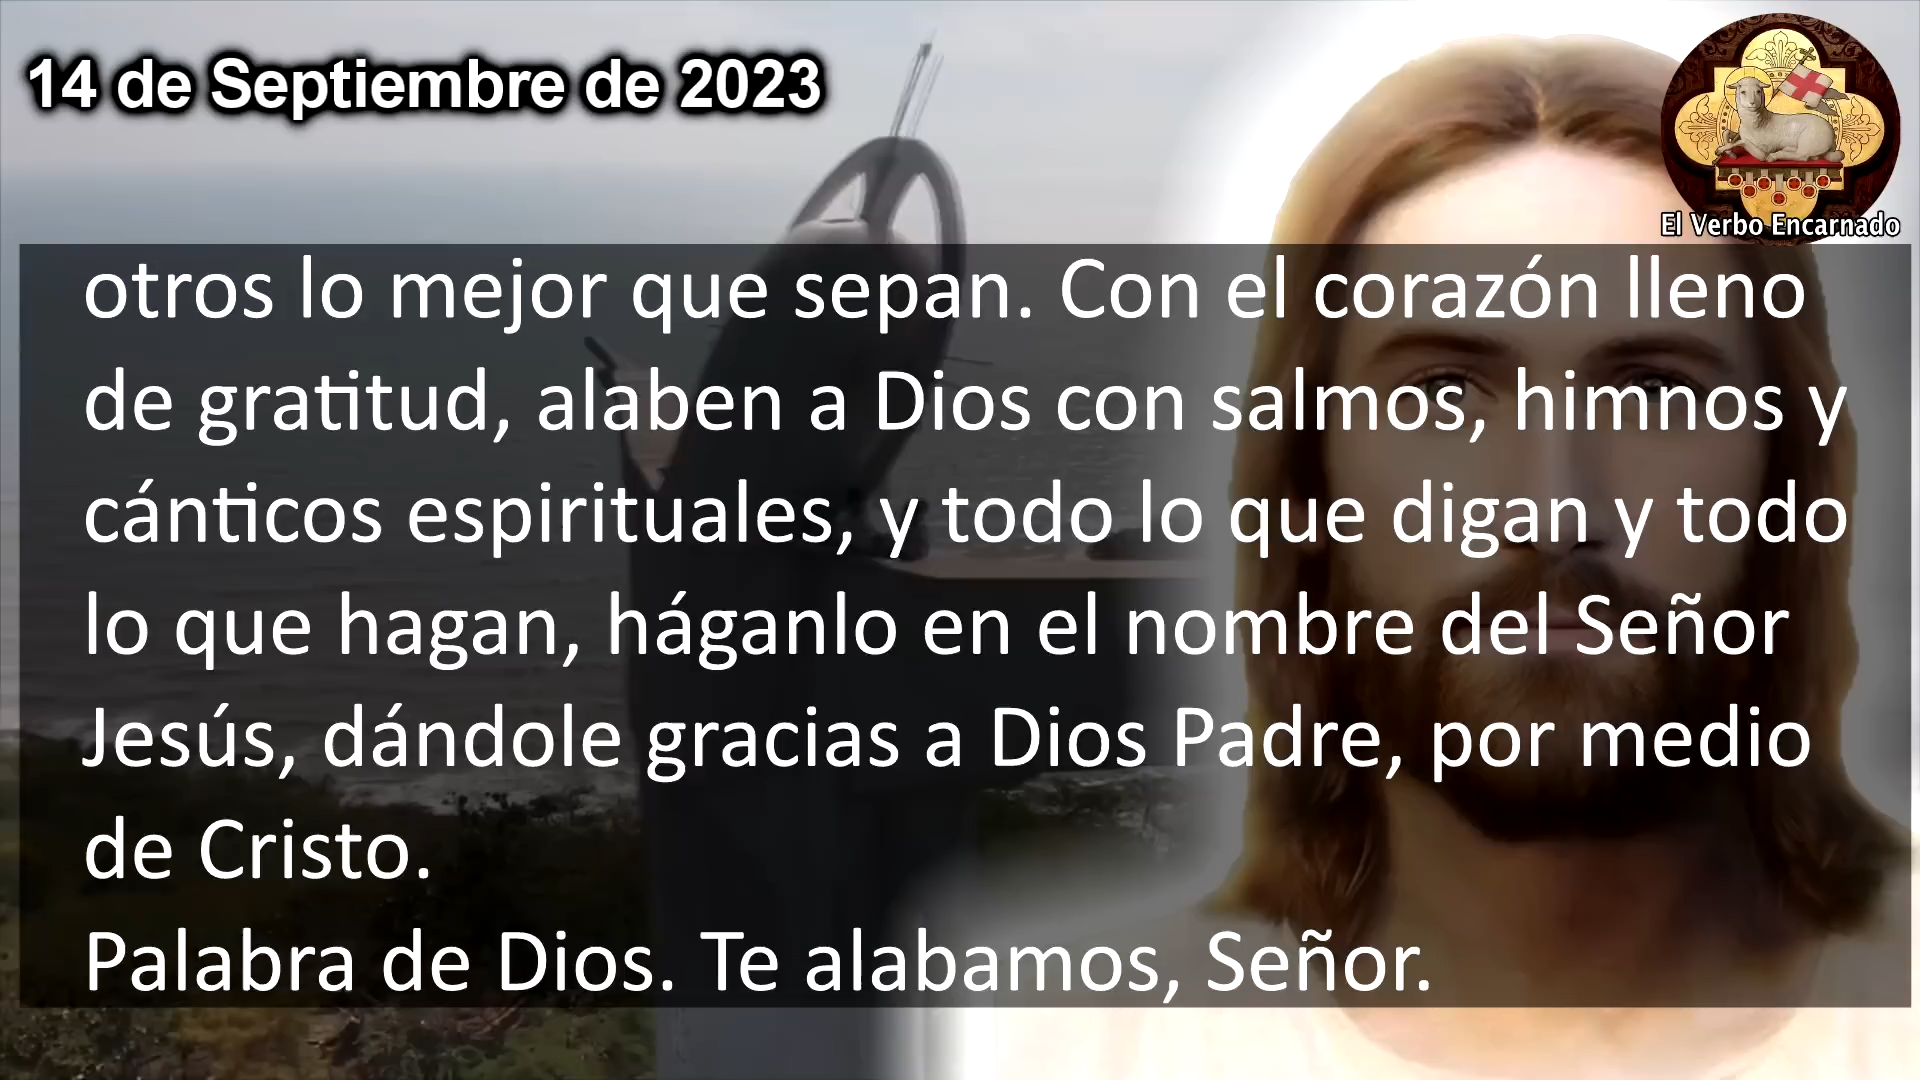 14 de Septiembre de 2023
El Verbo Encarnado
otros lo mejor que sepan. Con el corazón lleno
de gratitud, alaben a Dios con salmos, himnos y
cánticos espirituales, y todo lo que digan y todo
lo que hagan, háganlo en el nombre del Señor
Jesús, dándole gracias a Dios Padre, por medio
de Cristo.
Palabra de Dios. Te alabamos, Señor.